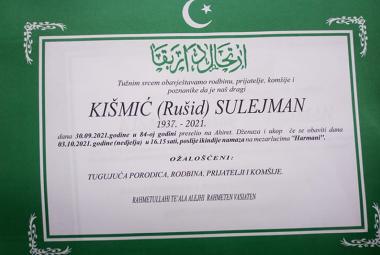 Tužnim srcem obavještavamo rodbinu, prijatelje, komšije i
poznanike da je naš dragi
KIŠMIĆ (Rušid) SULEJMAN
1937. - 2021.
dana 30.09.2021.godine u 84-oj godini preselio na Ahiret. Dženaza i ukop će se obaviti dana
03.10.2021.godine (nedjelja) u 16.15 sati, poslije ikindije namaza na mezarlucima "Harmani".
OŽALOŠĆENI:
TUGUJUĆA PORODICA, RODBINA, PRIJATELJI I KOMŠIJE.
RAHMETULLAHI TE'ALA ALEJHI RAHMETEN VASIATEN